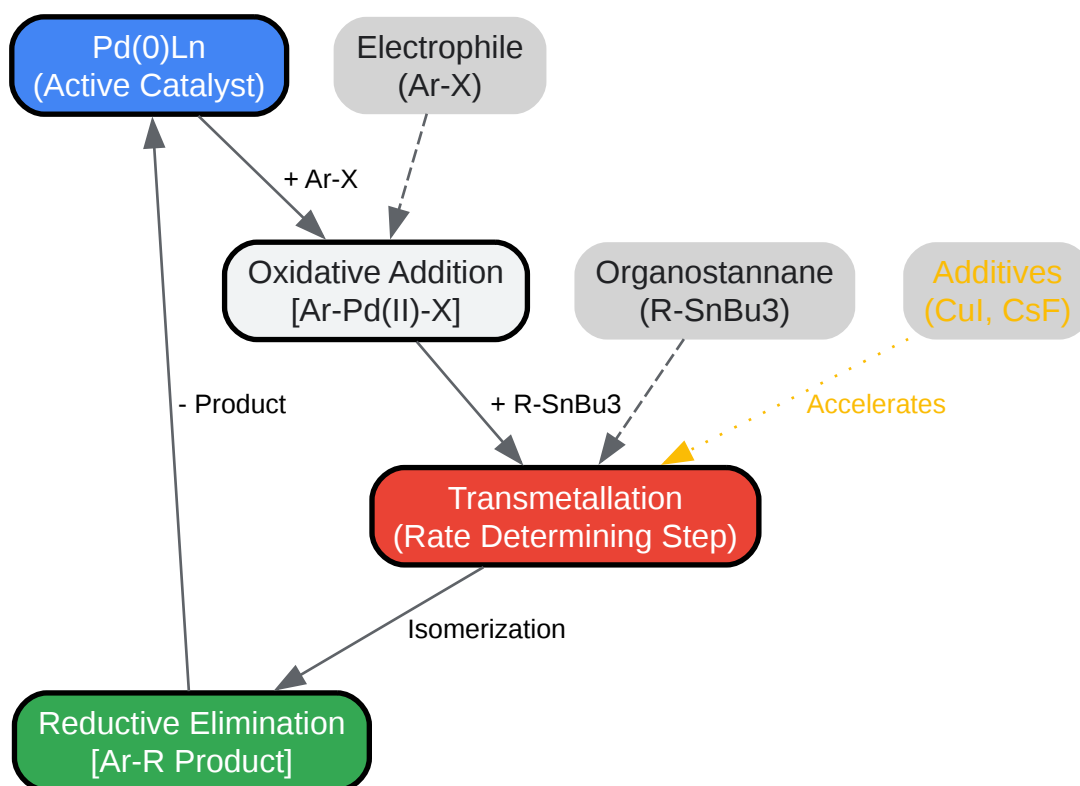 Pd(0)Ln
(Active Catalyst)
Electrophile
(Ar-X)
+ Ar-X
Oxidative Addition
[Ar-Pd(II)-X]
Organostannane
(R-SnBu3)
Additives
(CuI, CsF)
- Product
+ R-SnBu3
Accelerates
Transmetallation
(Rate Determining Step)
Isomerization
Reductive Elimination
[Ar-R Product]